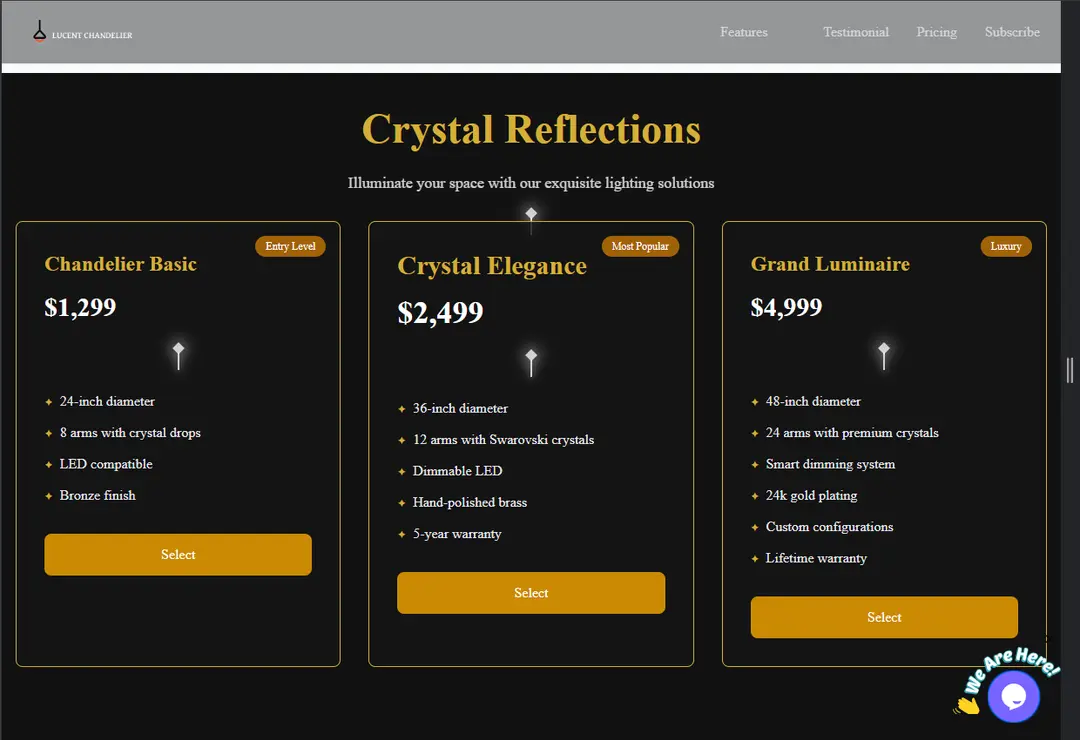 LUCENT CHANDELIER
Features
Testimonial
Pricing
Subscribe
Crystal Reflections
Illuminate your space with our exquisite lighting solutions
Entry Level
Chandelier Basic
$1,299
24-inch diameter
8 arms with crystal drops
LED compatible
Bronze finish
Select
Most Popular
Crystal Elegance
$2,499
36-inch diameter
12 arms with Swarovski crystals
Dimmable LED
Hand-polished brass
5-year warranty
Select
Luxury
Grand Luminaire
$4,999
48-inch diameter
24 arms with premium crystals
Smart dimming system
24k gold plating
Custom configurations
Lifetime warranty
Select
We Are Here!